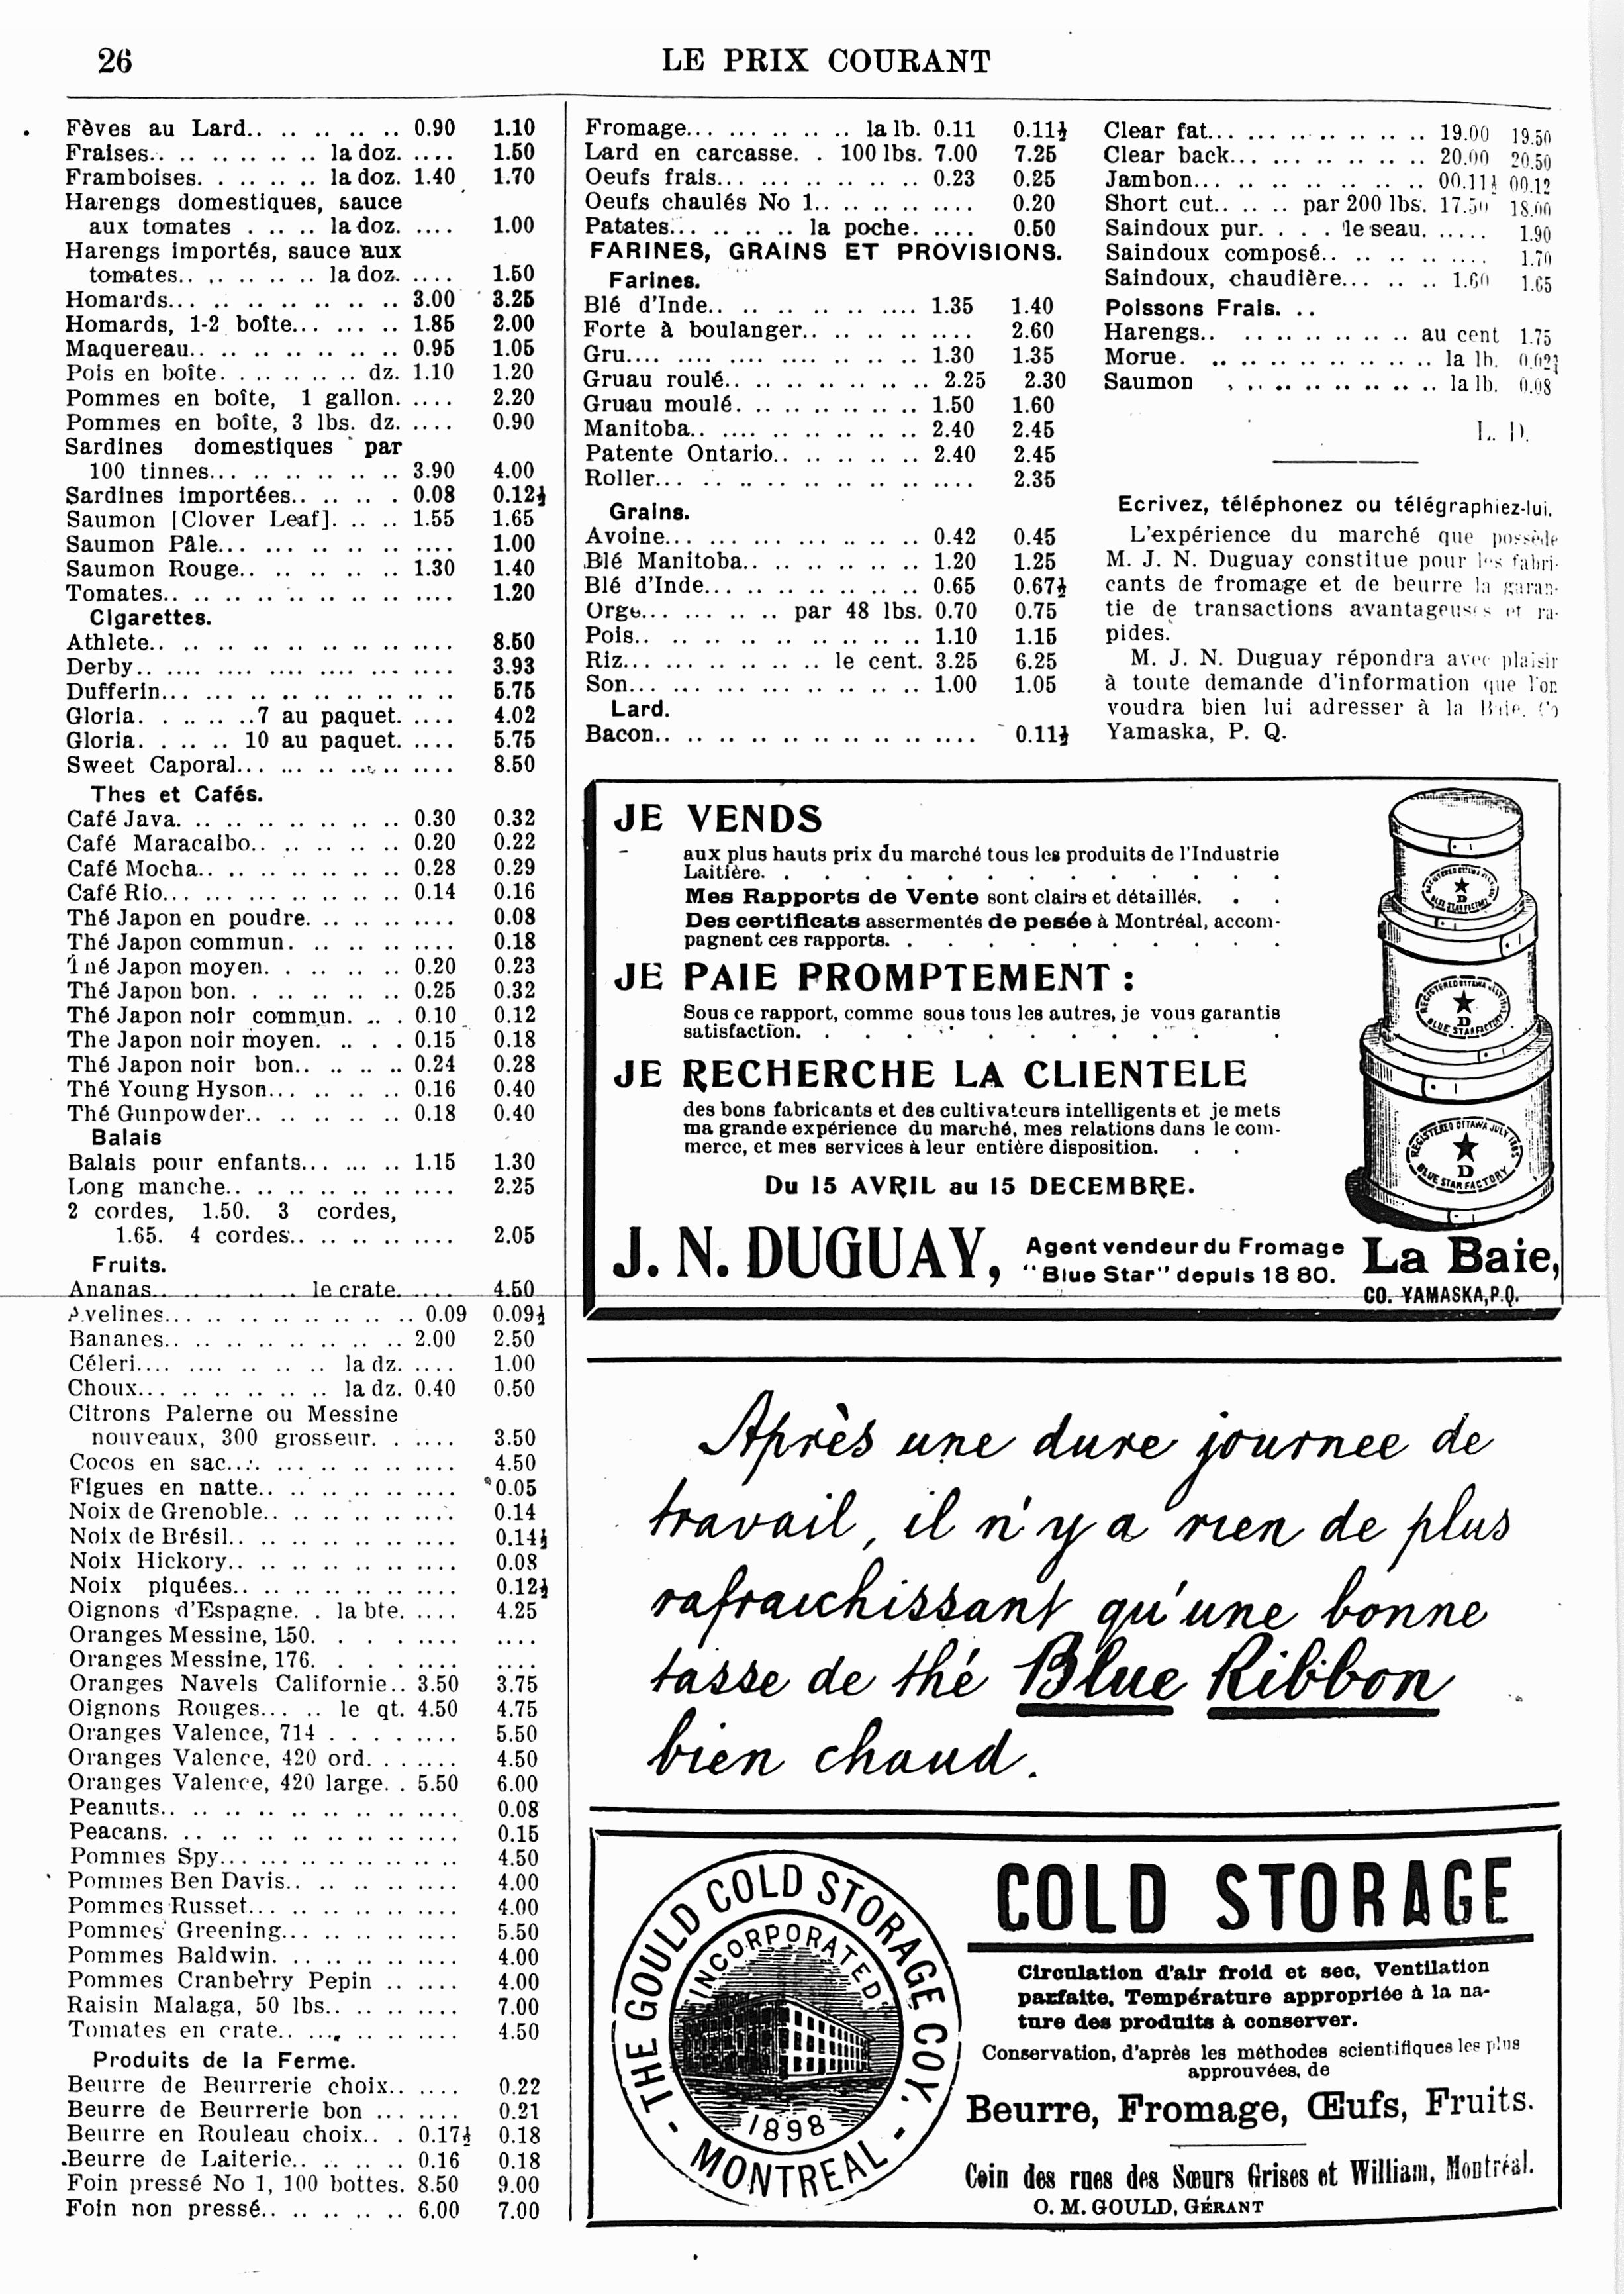 26
LE PRIX COURANT
Fèves au Lard.. .. .. .. .. 0.90 1.10
Fraises.. .. .. .. .. la doz. .... 1.50
Framboises. . .. .. .. la doz. 1.40 1.70
Harengs domestiques, sauce
aux tomates . .. .. la doz. .... 1.00
Harengs importés, sauce aux
tomates.. .. .. .. .. la doz. .... 1.50
Homards... .. .. .. .. .. .. 3.00 3.25
Homards, 1-2 boîte... ... .. 1.85 2.00
Maquereau.. .. .. .. .. .. .. 0.95 1.05
Pois en boîte. . .. .. .. .. dz. 1.10 1.20
Pommes en boîte, 1 gallon. .... 2.20
Pommes en boîte, 3 lbs. dz. .... 0.90
Sardines domestiques par
100 tinnes... .. .. .. .. .. 3.90 4.00
Sardines importées.. .. .. . 0.08 0.12½
Saumon [Clover Leaf]. .. .. 1.55 1.65
Saumon Pâle... ... .. .. .. .... 1.00
Saumon Rouge.. .. .. .. .. 1.30 1.40
Tomates.. .. .. .. .. .. .. .... 1.20
Cigarettes.
Athlete.. .. .. .. .. .. .. .. .... 8.50
Derby.. .... .... .... .... ... .... 3.93
Dufferin... ... .. .. .. .. .. .. .. 5.75
Gloria. . .. .. ..7 au paquet. .... 4.02
Gloria. . .. .. 10 au paquet. .... 5.75
Sweet Caporal... ... .. .. .. .... 8.50
Thes et Cafés.
Café Java. .. .. .. .. .. .. .. 0.30 0.32
Café Maracaibo.. .. .. .. .. 0.20 0.22
Café Mocha.. .. .. .. .. .. .. 0.28 0.29
Café Rio... ... .. .. .. .. .. 0.14 0.16
Thé Japon en poudre. .. .. .. .... 0.08
Thé Japon commun. .. .. .. .... 0.18
Thé Japon moyen. . .. .. .. 0.20 0.23
Thé Japon bon. . .. .. .. .. 0.25 0.32
Thé Japon noir commun. .. . 0.10 0.12
The Japon noir moyen. .. . . 0.15 0.18
Thé Japon noir bon.. .. .. .. 0.24 0.28
Thé Young Hyson... .. .. .. 0.16 0.40
Thé Gunpowder.. .. .. .. .. 0.18 0.40
Balais
Balais pour enfants... ... .. 1.15 1.30
Long manche.. .. .. .. .. .. .... 2.25
2 cordes, 1.50. 3 cordes,
1.65. 4 cordes.. .. .. .. .... 2.05
Fruits.
Ananas.. .. .. .. .. le crate. .... 4.50
Avelines... .. .. .. .. .. .. .. .. 0.09 0.09½
Bananes.. .. .. .. .. .. .. .. 2.00 2.50
Céleri.... .... .. .. .. la dz. .... 1.00
Choux... .. .. .. .. .. la dz. 0.40 0.50
Citrons Palerne ou Messine
nouveaux, 300 grosseur. . .... 3.50
Cocos en sac... ... .. .. .. .... 4.50
Figues en natte.. .. .. .. .. .... 0.05
Noix de Grenoble.. .. .. .. .. .... 0.14
Noix de Brésil.. .. .. .. .. .. .... 0.14½
Noix Hickory.. .. .. .. .. .. .... 0.08
Noix piquées.. .. .. .. .. .. .... 0.12½
Oignons d'Espagne. . la bte. .... 4.25
Oranges Messine, 150. . . . .... ....
Oranges Messine, 176. . . . .... ....
Oranges Navels Californie.. 3.50 3.75
Oignons Rouges... .. le qt. 4.50 4.75
Oranges Valence, 714 . . . . .... 5.50
Oranges Valence, 420 ord. . . .... 4.50
Oranges Valence, 420 large. . 5.50 6.00
Peanuts.. .. .. .. .. .. .. .. .... 0.08
Peacans. .. .. .. .. .. .. .. .... 0.15
Pommes Spy... ... .. .. .. .. .. 4.50
Pommes Ben Davis.. .. .. .. .... 4.00
Pommes Russet... .. .. .. .. .... 4.00
Pommes Greening... .. .. .. .... 5.50
Pommes Baldwin. .. .. .. .. .... 4.00
Pommes Cranberry Pepin .. .. .... 4.00
Raisin Malaga, 50 lbs.. .. .. .... 7.00
Tomates en crate.. .... .. .. .... 4.50
Produits de la Ferme.
Beurre de Beurrerie choix.. .... 0.22
Beurre de Beurrerie bon ... .... 0.21
Beurre en Rouleau choix.. . 0.17½ 0.18
Beurre de Laiterie.. .. .. .. 0.16 0.18
Foin pressé No 1, 100 bottes. 8.50 9.00
Foin non pressé.. .. .. .. .. 6.00 7.00
Fromage... ... .. .. .. la lb. 0.11 0.11½
Lard en carcasse. . 100 lbs. 7.00 7.25
Oeufs frais... ... .. .. .. .. 0.23 0.25
Oeufs chaulés No 1.. .. .. .. .... 0.20
Patates... .. .. .. la poche. .... 0.50
FARINES, GRAINS ET PROVISIONS.
Farines.
Blé d'Inde.. .. .. .. .. .... 1.35 1.40
Forte à boulanger.. .. .. .. .... 2.60
Gru.... .... .... .... .. .. .. 1.30 1.35
Gruau roulé.. .. .. .. .. .. .. 2.25 2.30
Gruau moulé. .. .. .. .. .. 1.50 1.60
Manitoba.. .... .. .. .. .. .. 2.40 2.45
Patente Ontario.. .. .. .. .. 2.40 2.45
Roller... .. .. .. .. .. .. .. .... 2.35
Grains.
Avoine... ... ... ... .. .. .. 0.42 0.45
Blé Manitoba.. .. .. .. .. .. 1.20 1.25
Blé d'Inde.. .. .. .. .. .. .. 0.65 0.67½
Orge... .. .. .. par 48 lbs. 0.70 0.75
Pois.. .. .. .. .. .. .. .. .. 1.10 1.15
Riz... ... .. .. .. .. le cent. 3.25 6.25
Son... ... ... ... .. .. .. .. 1.00 1.05
Lard.
Bacon.. .. .. .. .. .. .. .. .. .... 0.11½
Clear fat... ... .. .. .. .. .. 19.00 19.50
Clear back... ... .. .. .. .. 20.00 20.50
Jambon... .. .. .. .. .. .. .. 00.11½ 00.12
Short cut.. .. .. par 200 lbs. 17.50 18.00
Saindoux pur. . . . le seau. ..... 1.90
Saindoux composé.. .. .. .. .... 1.70
Saindoux, chaudière... .. .. 1.60 1.65
Poissons Frais. . .
Harengs.. .. .. .. .. .. au cent 1.75
Morue. .. .. .. .. .. .. .. la lb.
Saumon .. .. .. .. .. .. la lb. 0.08
L. D.
Ecrivez, téléphonez ou télégraphiez-lui.
L'expérience du marché que possède
M. J. N. Duguay constitue pour les fabri-
cants de fromage et de beurre la garan-
tie de transactions avantageuses et ra-
pides.
M. J. N. Duguay répondra avec plaisir
à toute demande d'information que l'on
voudra bien lui adresser à la Baie, Co
Yamaska, P. Q.
JE VENDS
aux plus hauts prix du marché tous les produits de l'Industrie
Laitière. . . . . . . . . . . . .
Mes Rapports de Vente sont clairs et détaillés. . .
Des certificats assermentés de pesée à Montréal, accom-
pagnent ces rapports. . . . . . . . . .
JE PAIE PROMPTEMENT :
Sous ce rapport, comme sous tous les autres, je vous garantis
satisfaction. . . . . . . . . . . .
JE RECHERCHE LA CLIENTELE
des bons fabricants et des cultivateurs intelligents et je mets
ma grande expérience du marché, mes relations dans le com-
merce, et mes services à leur entière disposition. . .
Du 15 AVRIL au 15 DECEMBRE.
J. N. DUGUAY,
Agent vendeur du Fromage
"Blue Star" depuis 1880.
La Baie,
CO. YAMASKA, P.Q.
REGISTERED OTTAWA JULY
D
BLUE STAR FACTORY
Après une dure journee de
travail, il n'y a rien de plus
rafraichissant qu'une bonne
tasse de thé Blue Ribbon
bien chaud.
THE GOULD COLD STORAGE COY.
INCORPORATED
1898
- MONTREAL -
COLD STORAGE
Circulation d'air froid et sec, Ventilation
parfaite, Température appropriée à la na-
ture des produits à conserver.
Conservation, d'après les méthodes scientifiques les plus
approuvées, de
Beurre, Fromage, Œufs, Fruits.
Coin des rues des Sœurs Grises et William, Montréal.
O. M. GOULD, GÉRANT